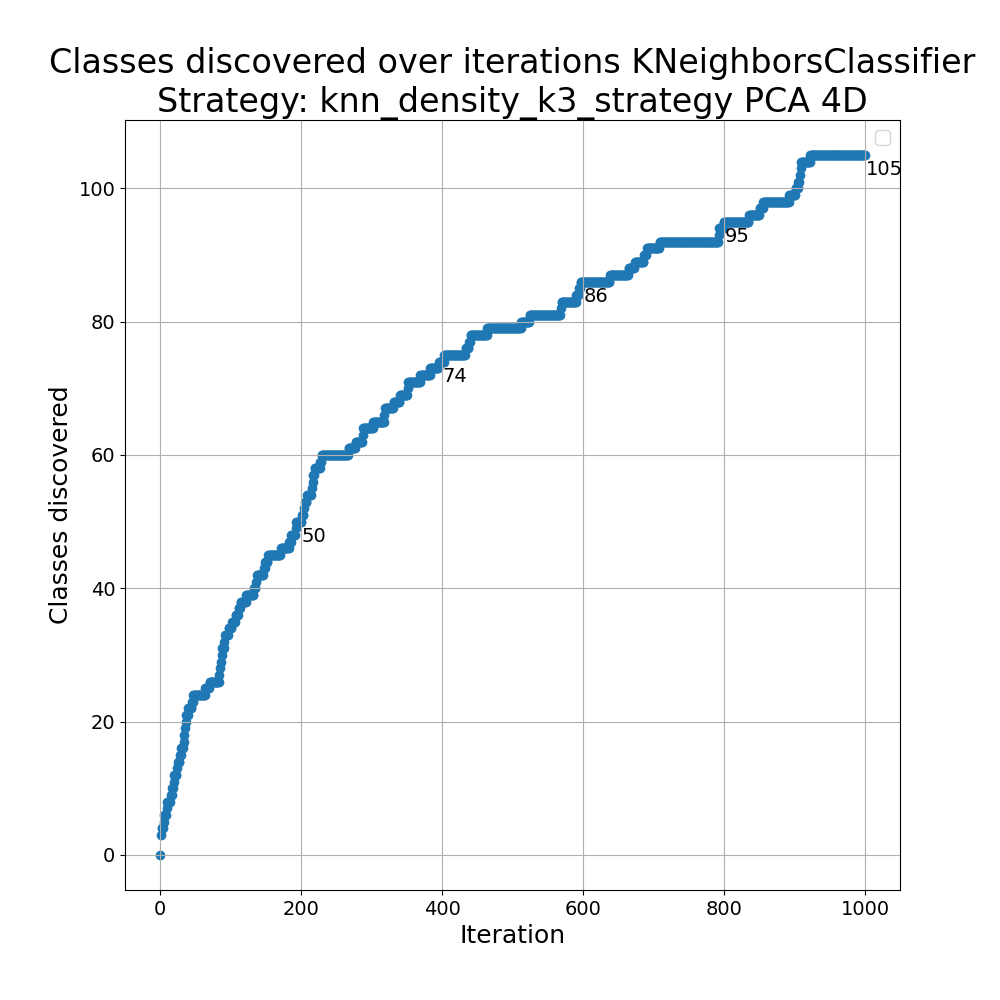 Classes discovered over iterations KNeighborsClassifier
Strategy: knn_density_k3_strategy PCA 4D
105
100
95
86
80
74
60
50
40
20
0
Classes discovered
0 200 400 600 800 1000
Iteration